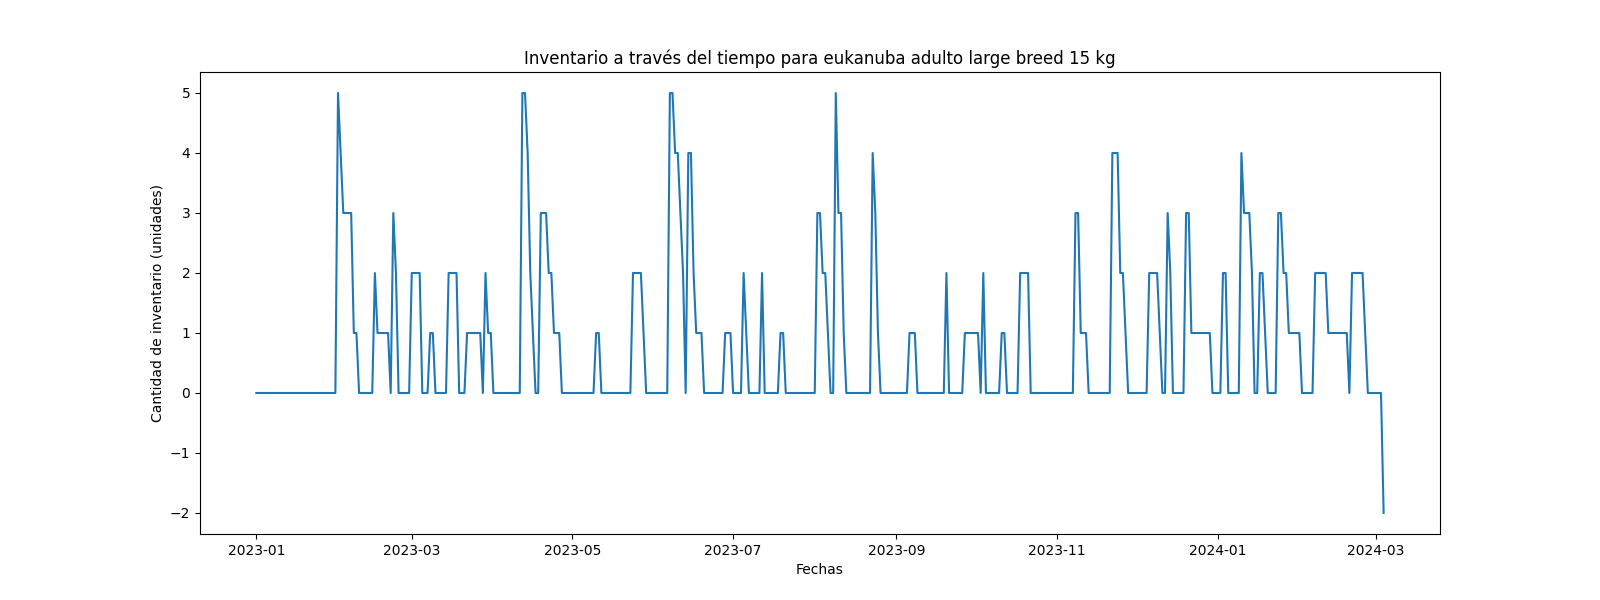 Inventario a través del tiempo para eukanuba adulto large breed 15 kg
Cantidad de inventario (unidades)
5
4
3
2
1
0
−1
−2
2023-01 2023-03 2023-05 2023-07 2023-09 2023-11 2024-01 2024-03
Fechas